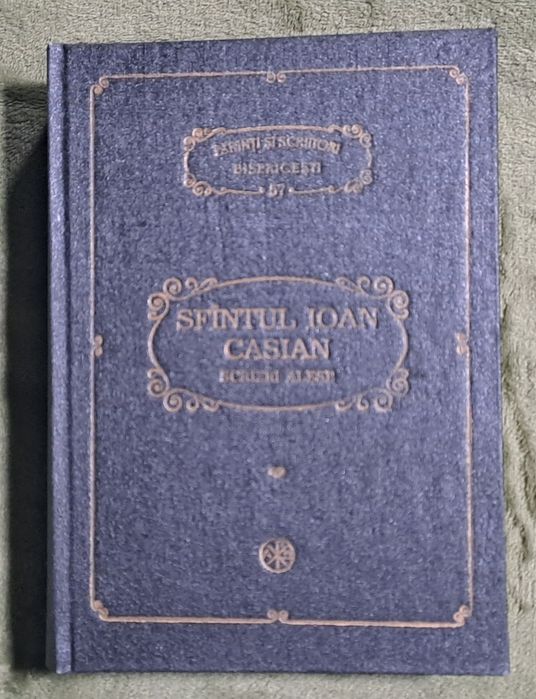 PĂRINȚI ȘI SCRIITORI
BISERICEȘTI
57
SFÎNTUL IOAN
CASIAN
SCRIERI ALESE